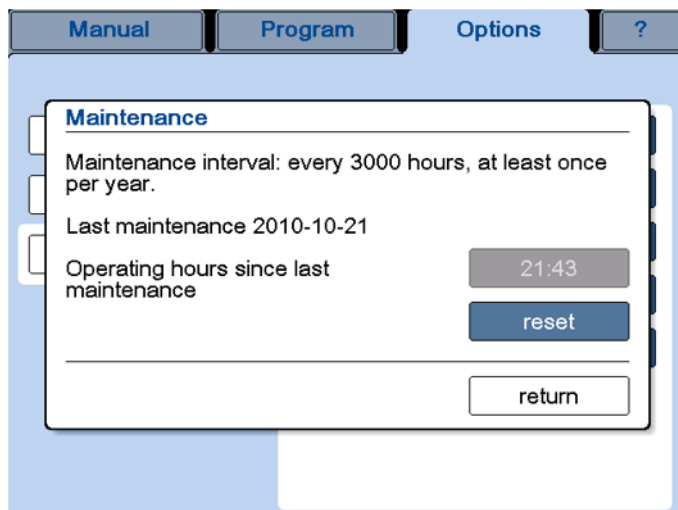 Manual Program Options ?
Maintenance
Maintenance interval: every 3000 hours, at least once
per year.
Last maintenance 2010-10-21
Operating hours since last
maintenance
21:43
reset
return